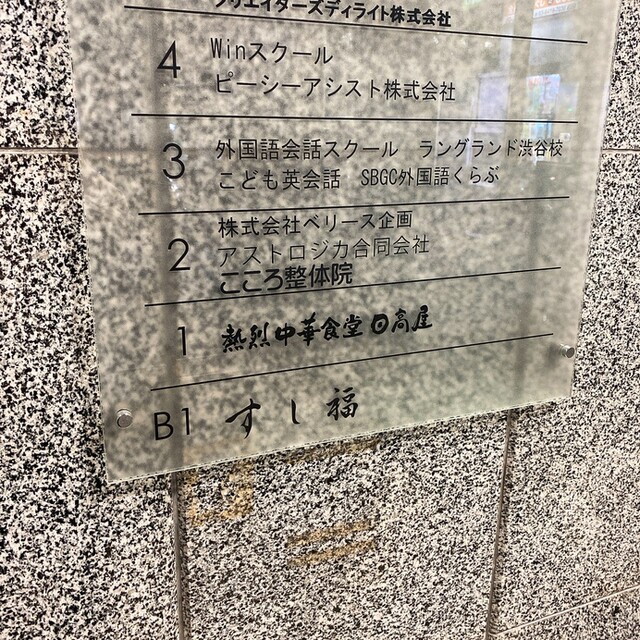 クリエイターズディライト株式会社
4 Winスクール
ピーシーアシスト株式会社
3 外国語会話スクール ラングランド渋谷校
こども英会話 SBGC外国語くらぶ
株式会社ベリース企画
2 アストロジカ合同会社
こころ整体院
1 熱烈中華食堂日高屋
B1 すし福